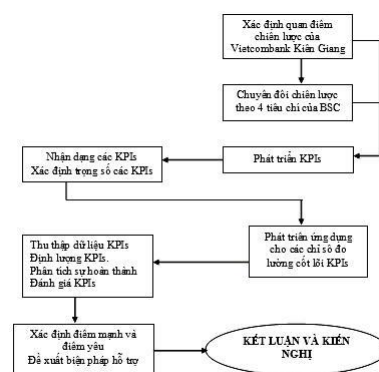 Xác định quan điểm
chiến lược của
Vietcombank Kiên Giang
Chuyển đôi chiến lược
theo 4 tiêu chí của BSC
Phát triển KPIs
Nhận dạng các KPIs
Xác định trọng số các KPIs
Phát triển ứng dụng
cho các chỉ số đo
lường cốt lõi KPIs
Thu thập dữ liệu KPIs
Định lượng KPIs.
Phân tích sự hoàn thành
Đánh giá KPIs
Xác định điểm mạnh và
điểm yếu
Đề xuất biện pháp hỗ trợ
KẾT LUẬN VÀ KIẾN
NGHỊ